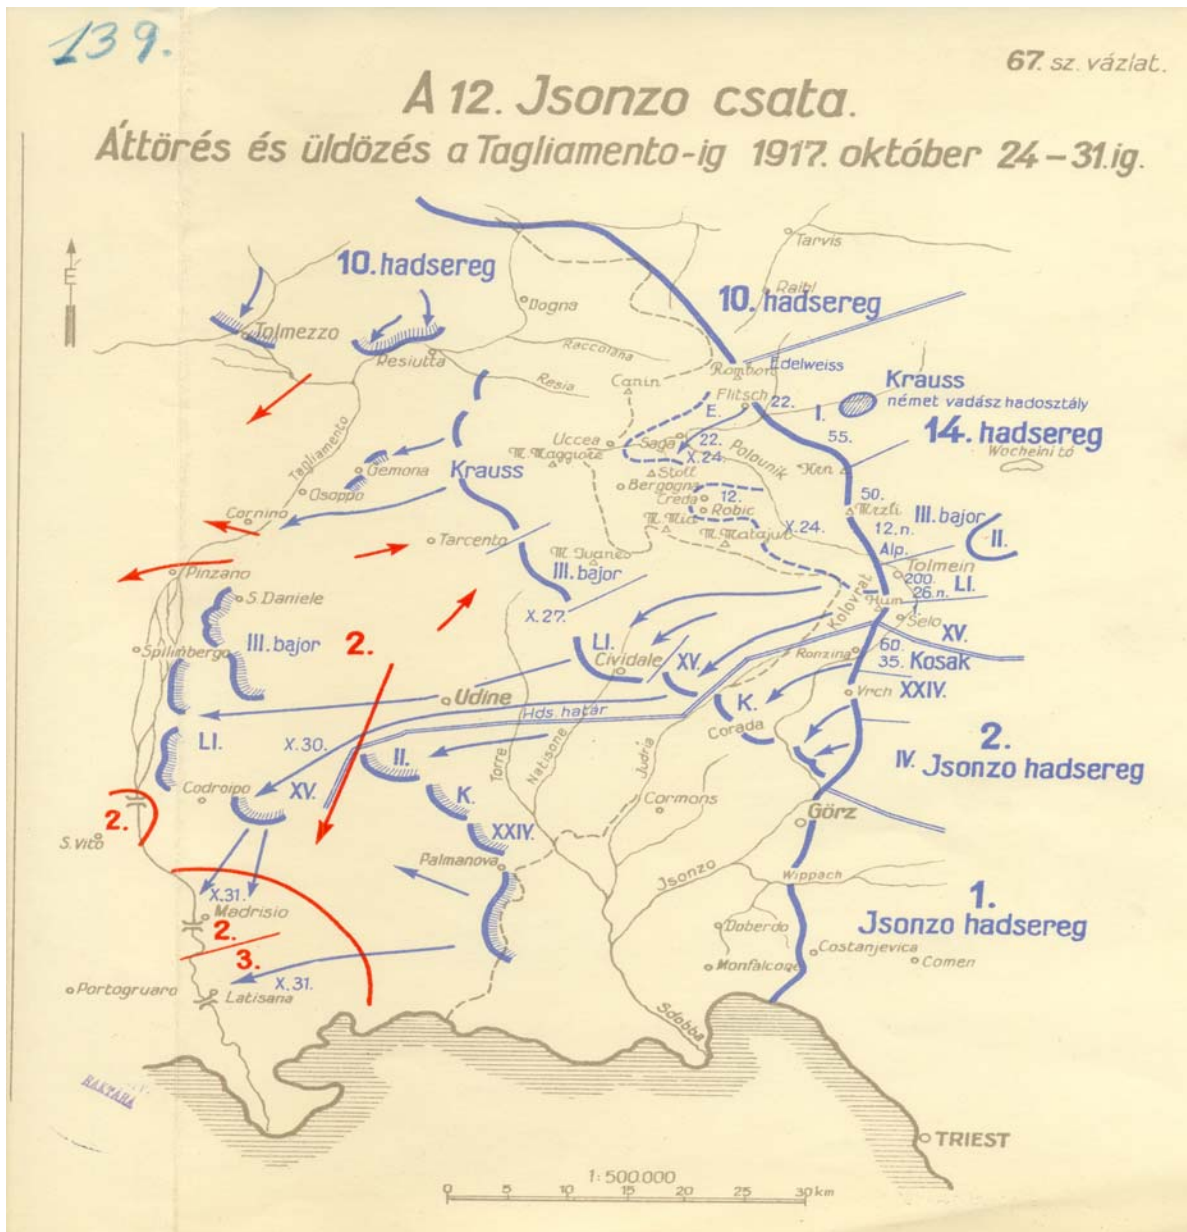 139.
67. sz. vázlat.
A 12. Jsonzo csata.
Áttörés és üldözés a Tagliamento-ig 1917. október 24-31.ig.
É
10. hadsereg
Tarvis
Raibl
Dogna
10. hadsereg
Tolmezzo
Resiutta
Raccolana
Resia
Canin
Rombon
Edelweiss
Flitsch
22.
E.
I.
Krauss
német vadász hadosztály
55.
14. hadsereg
Wocheini tó
Tagliamento
Uccea
Saga
22.
X.24.
Polounik
Krn
M. Maggiore
Stoll
Gemona
Krauss
Bergogna
Creda
12.
Robic
50.
Mrzli
Osoppo
Cornino
M. Mia
M. Matajur
X.24.
12.n.
III. bajor
II.
Alp.
Tarcento
M. Juanes
III. bajor
Tolmein
Pinzano
S. Daniele
X.27.
Kolovrat
200.
26.n.
LI.
Hum
Selo
III. bajor
2.
LI.
Cividale
XV.
XV.
Spilimbergo
Ronzina
60.
35.
Kosak
Udine
Hds. határ
K.
Vrch
XXIV.
Corada
LI.
X.30.
II.
Torre
Natisone
Judria
2.
IV.
Jsonzo hadsereg
Codroipo
XV.
K.
Cormons
2.
Görz
S. Vito
XXIV.
Palmanova
Jsonzo
Wippach
X.31.
Madrisio
1.
Jsonzo hadsereg
2.
3.
Doberdo
Costanjevica
Comen
Monfalcone
X.31.
Portogruaro
Latisana
Sdobba
RAKTÁRA
TRIEST
1:500.000
0 5 10 15 20 25 30 km